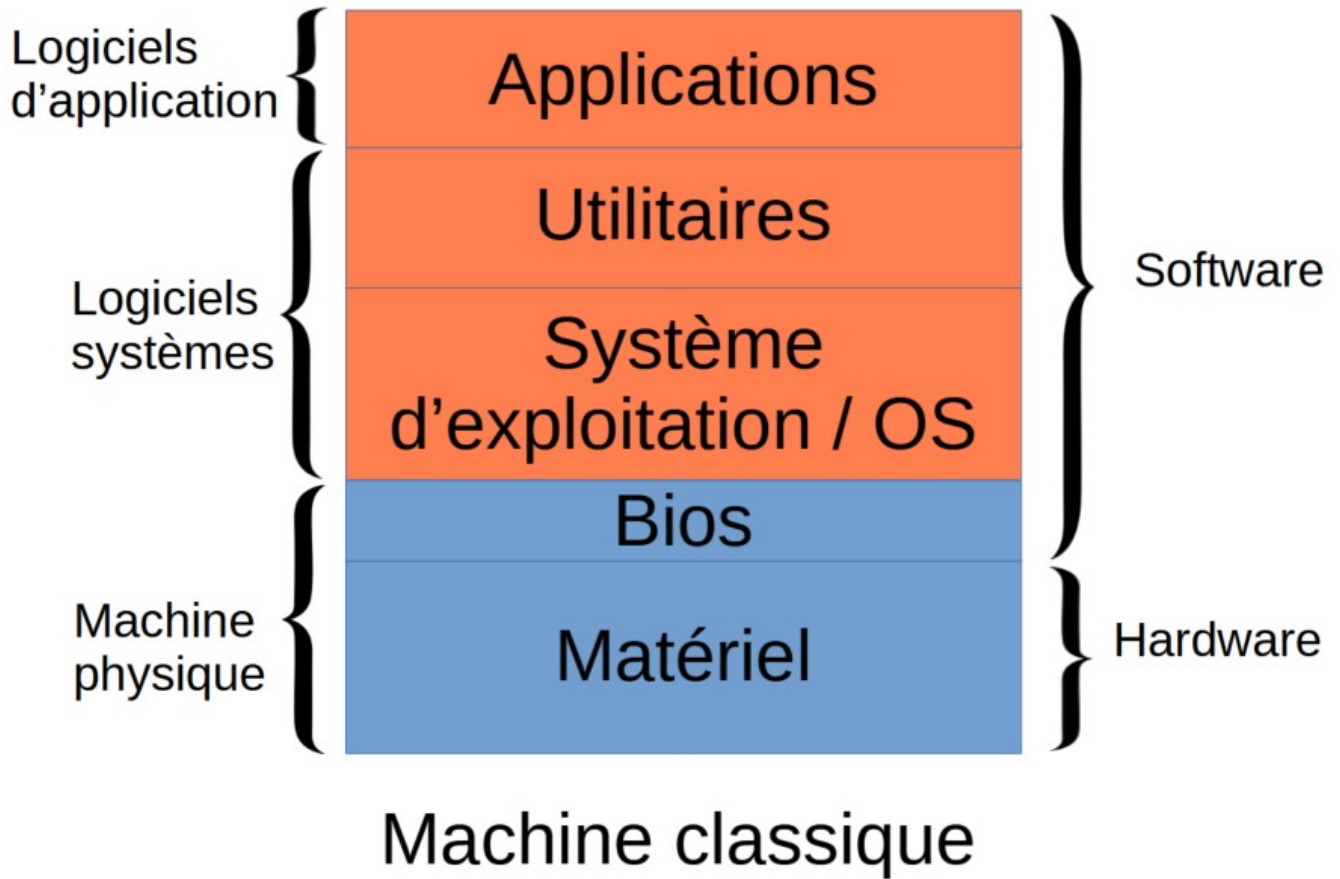 Logiciels
d’application
Applications
Utilitaires
Logiciels
systèmes
Système
d’exploitation / OS
Software
Bios
Machine
physique
Matériel
Hardware
Machine classique